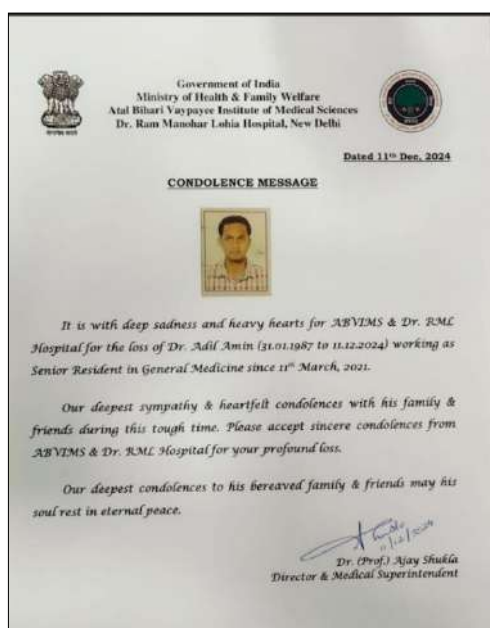 Government of India
Ministry of Health & Family Welfare
Atal Bihari Vaypayee Institute of Medical Sciences
Dr. Ram Manohar Lohia Hospital, New Delhi
Dated 11th Dec, 2024
CONDOLENCE MESSAGE
It is with deep sadness and heavy hearts for ABVIMS & Dr. RML
Hospital for the loss of Dr. Adil Amin (31.01.1987 to 11.12.2024) working as
Senior Resident in General Medicine since 11th March, 2021.
Our deepest sympathy & heartfelt condolences with his family &
friends during this tough time. Please accept sincere condolences from
ABVIMS & Dr. RML Hospital for your profound loss.
Our deepest condolences to his bereaved family & friends may his
soul rest in eternal peace.
11/12/2024
Dr. (Prof.) Ajay Shukla
Director & Medical Superintendent